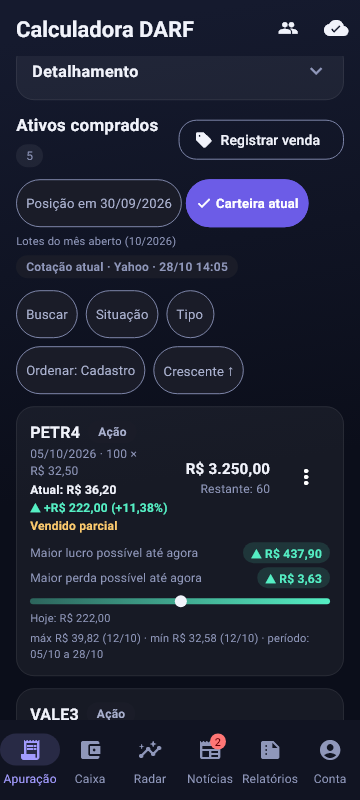 Calculadora DARF
Detalhamento
Ativos comprados
5
Registrar venda
Posição em 30/09/2026
Carteira atual
Lotes do mês aberto (10/2026)
Cotação atual · Yahoo · 28/10 14:05
Buscar
Situação
Tipo
Ordenar: Cadastro
Crescente ↑
PETR4
Ação
05/10/2026 · 100 ×
R$ 32,50
Atual: R$ 36,20
▲ +R$ 222,00 (+11,38%)
Vendido parcial
R$ 3.250,00
Restante: 60
Maior lucro possível até agora
▲ R$ 437,90
Maior perda possível até agora
▲ R$ 3,63
Hoje: R$ 222,00
máx R$ 39,82 (12/10) · mín R$ 32,58 (12/10) · período:
05/10 a 28/10
VALE3
Ação
2
Apuração
Caixa
Radar
Notícias
Relatórios
Conta